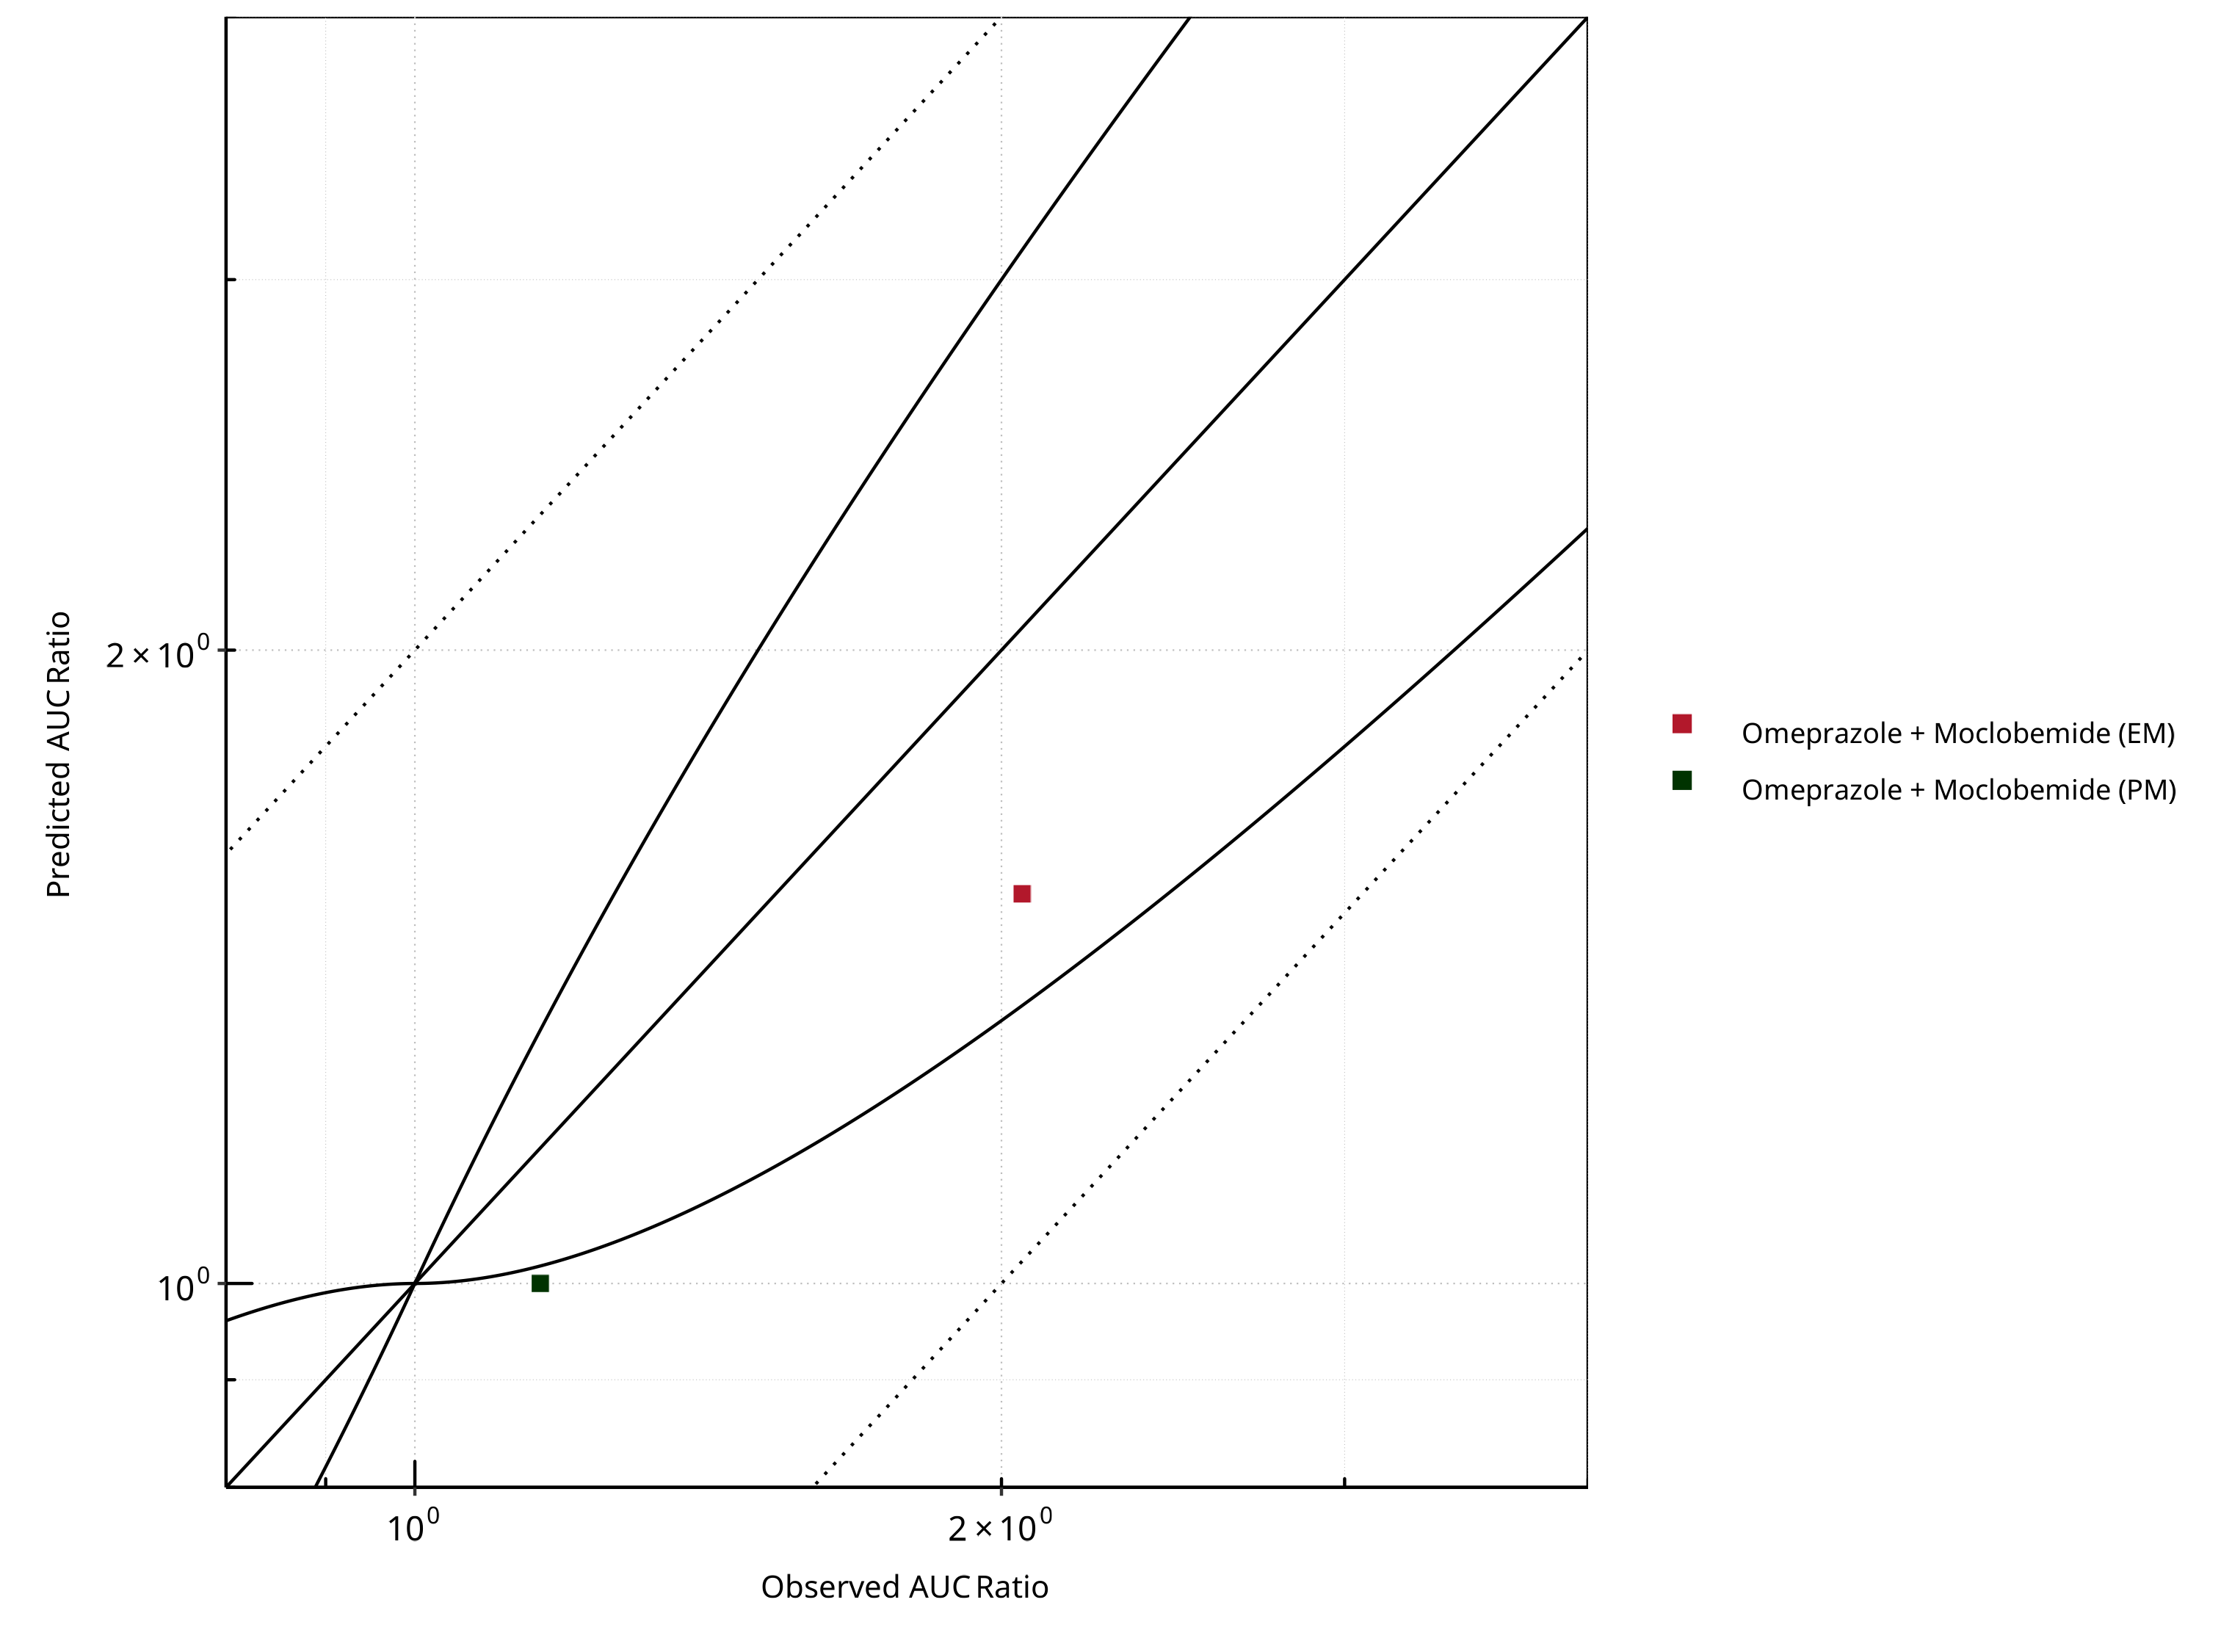 Predicted AUC Ratio
2 × 10⁰
10⁰
10⁰
2 × 10⁰
Observed AUC Ratio
Omeprazole + Moclobemide (EM)
Omeprazole + Moclobemide (PM)